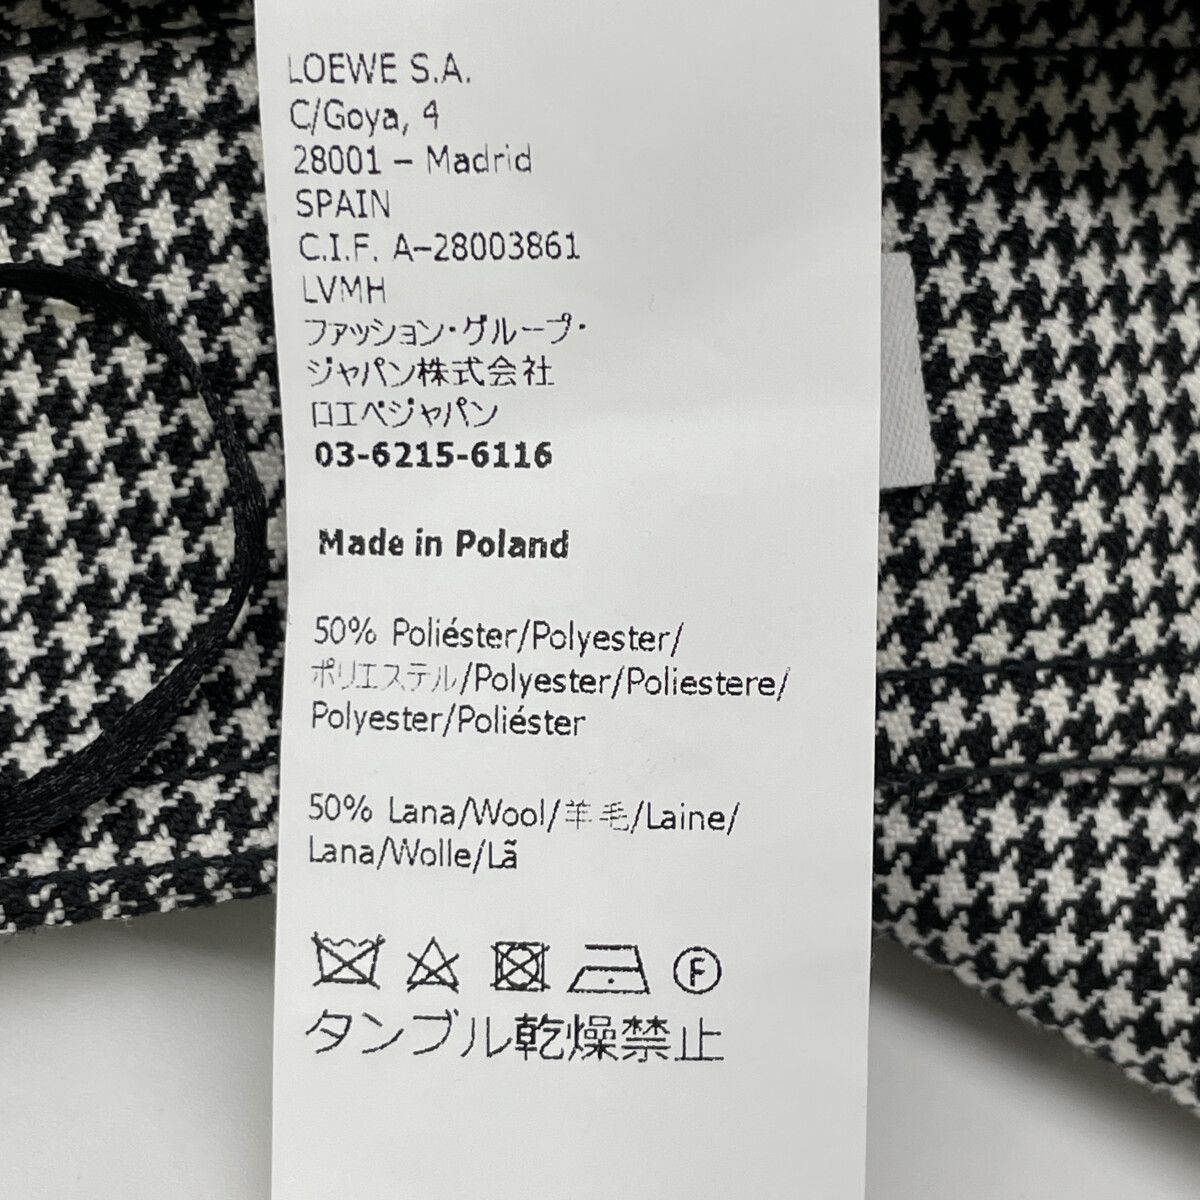 LOEWE S.A.
C/Goya, 4
28001 – Madrid
SPAIN
C.I.F. A–28003861
LVMH
ファッション・グループ・
ジャパン株式会社
ロエベジャパン
03-6215-6116
Made in Poland
50% Poliéster/Polyester/
ポリエステル/Polyester/Poliestere/
Polyester/Poliéster
50% Lana/Wool/羊毛/Laine/
Lana/Wolle/Lã
F
タンブル乾燥禁止